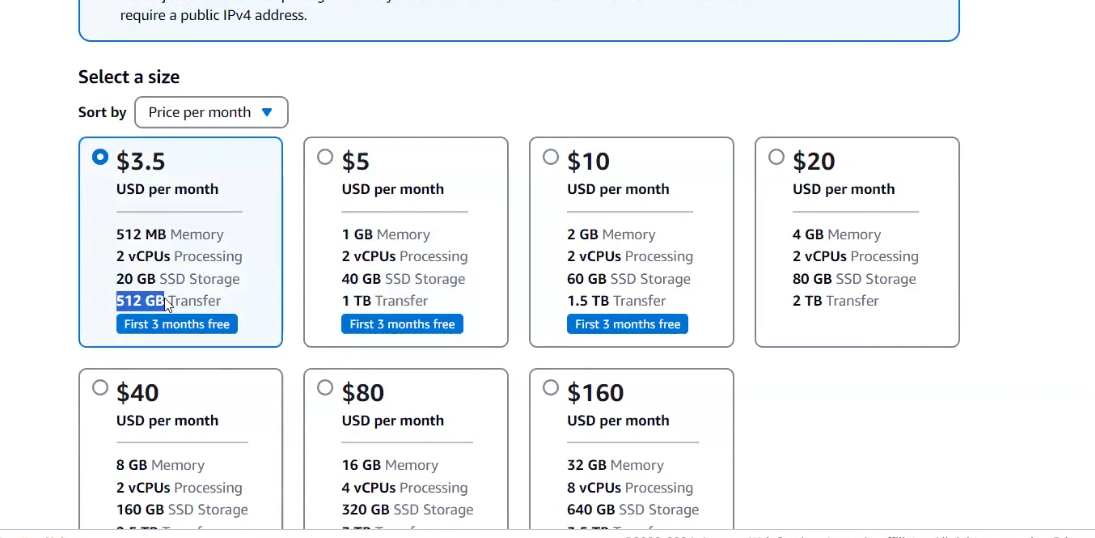 require a public IPv4 address.
Select a size
Sort by Price per month
$3.5
USD per month
512 MB Memory
2 vCPUs Processing
20 GB SSD Storage
512 GB Transfer
First 3 months free
$5
USD per month
1 GB Memory
2 vCPUs Processing
40 GB SSD Storage
1 TB Transfer
First 3 months free
$10
USD per month
2 GB Memory
2 vCPUs Processing
60 GB SSD Storage
1.5 TB Transfer
First 3 months free
$20
USD per month
4 GB Memory
2 vCPUs Processing
80 GB SSD Storage
2 TB Transfer
$40
USD per month
8 GB Memory
2 vCPUs Processing
160 GB SSD Storage
$80
USD per month
16 GB Memory
4 vCPUs Processing
320 GB SSD Storage
$160
USD per month
32 GB Memory
8 vCPUs Processing
640 GB SSD Storage